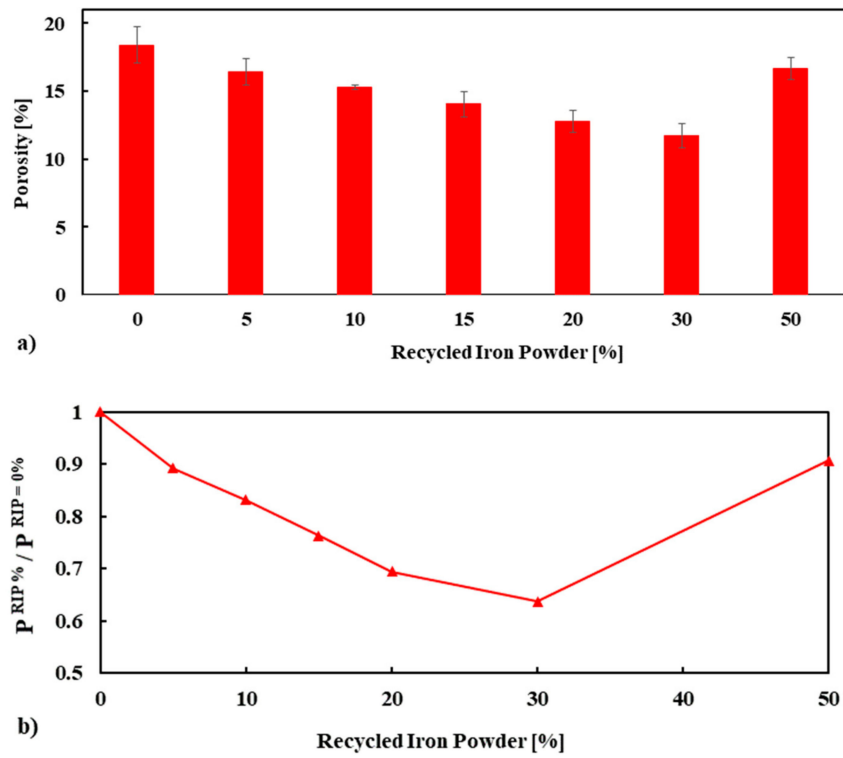 Porosity [%]
20
15
10
5
0
0 5 10 15 20 30 50
Recycled Iron Powder [%]
a)
P RIP % / P RIP = 0%
1
0.9
0.8
0.7
0.6
0.5
0 10 20 30 40 50
Recycled Iron Powder [%]
b)